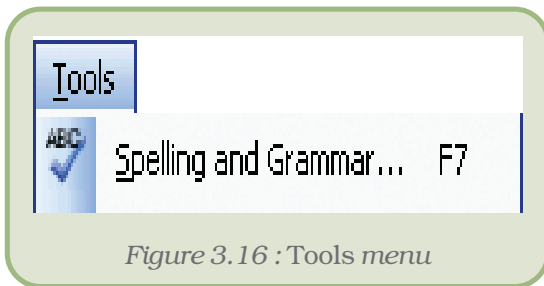 Tools
ABC
Spelling and Grammar... F7
Figure 3.16 : Tools menu